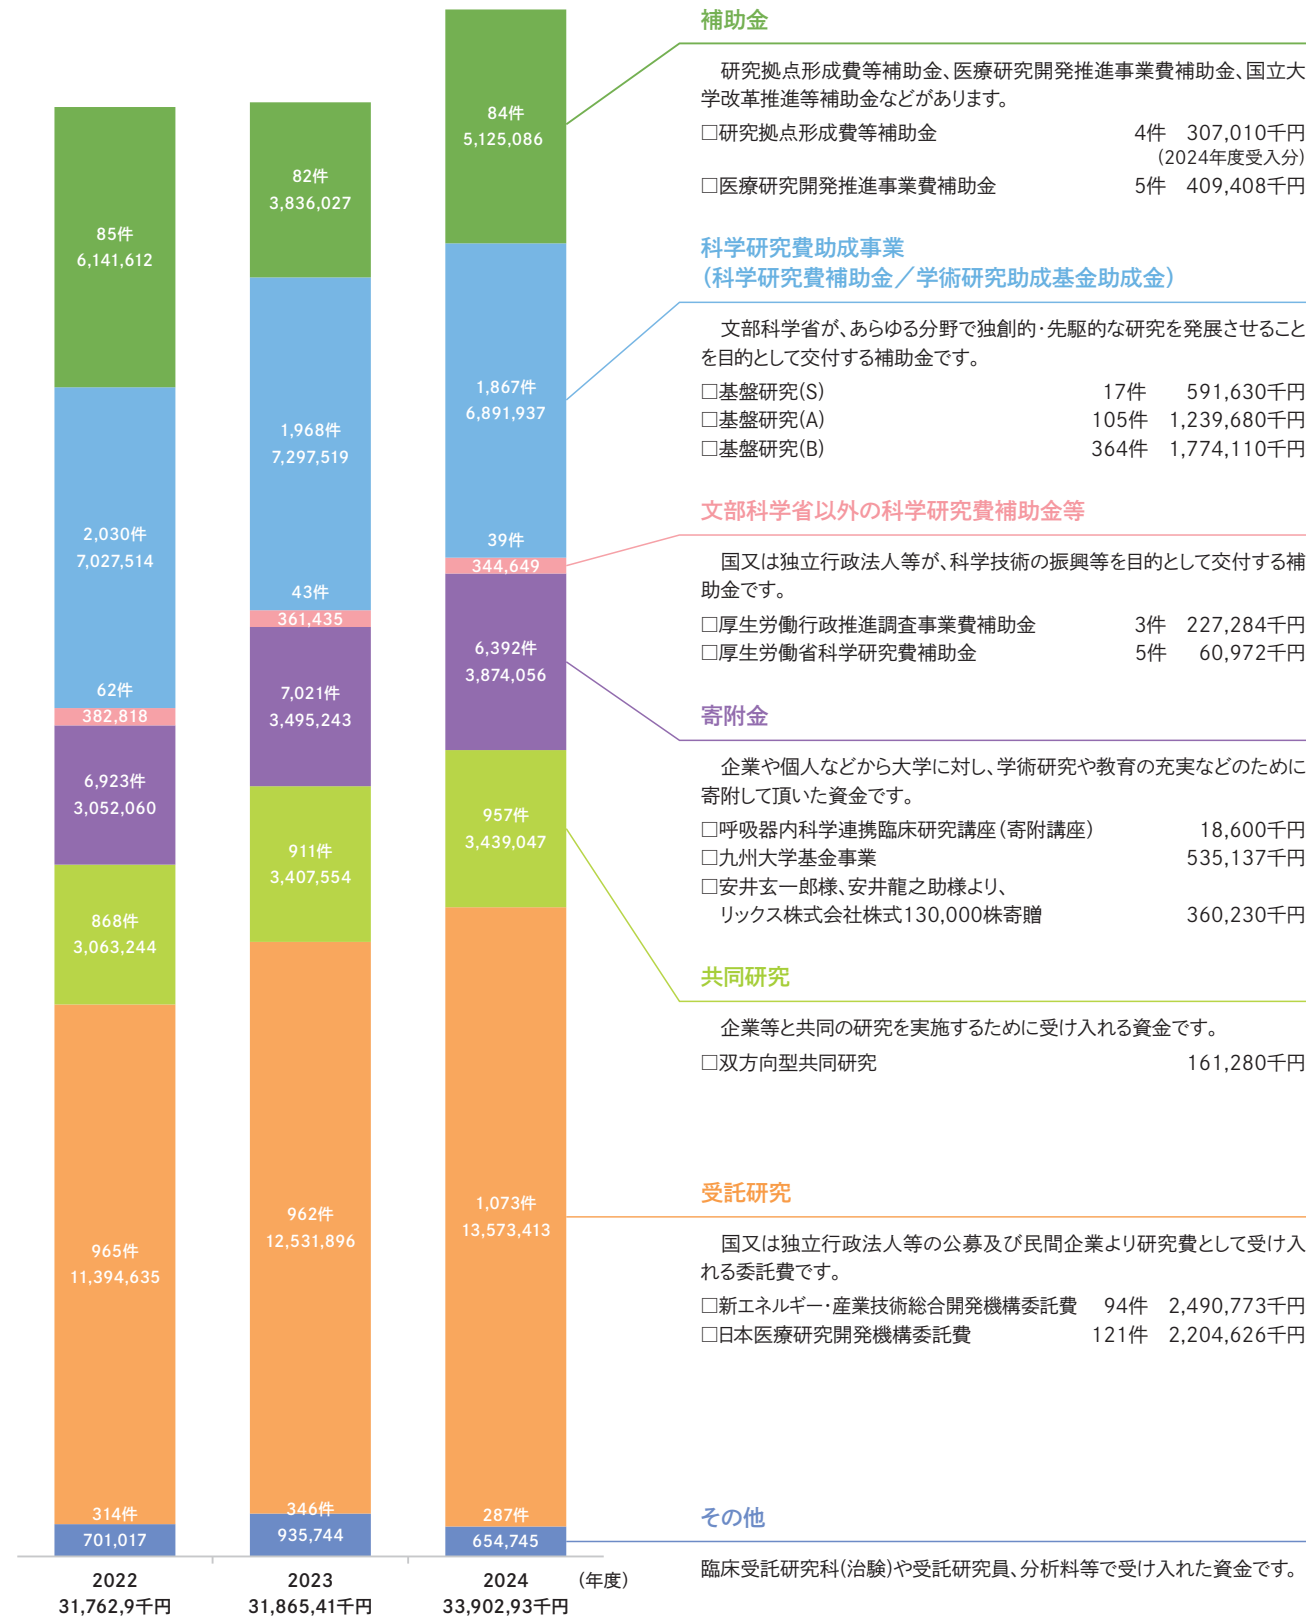 85件
6,141,612
2,030件
7,027,514
62件
382,818
6,923件
3,052,060
868件
3,063,244
965件
11,394,635
314件
701,017
2022
31,762,9千円
82件
3,836,027
1,968件
7,297,519
43件
361,435
7,021件
3,495,243
911件
3,407,554
962件
12,531,896
346件
935,744
2023
31,865,41千円
84件
5,125,086
1,867件
6,891,937
39件
344,649
6,392件
3,874,056
957件
3,439,047
1,073件
13,573,413
287件
654,745
2024
33,902,93千円
(年度)
補助金
研究拠点形成費等補助金、医療研究開発推進事業費補助金、国立大
学改革推進等補助金などがあります。
□研究拠点形成費等補助金 4件 307,010千円
(2024年度受入分)
□医療研究開発推進事業費補助金 5件 409,408千円
科学研究費助成事業
(科学研究費補助金／学術研究助成基金助成金)
文部科学省が、あらゆる分野で独創的・先駆的な研究を発展させること
を目的として交付する補助金です。
□基盤研究(S) 17件 591,630千円
□基盤研究(A) 105件 1,239,680千円
□基盤研究(B) 364件 1,774,110千円
文部科学省以外の科学研究費補助金等
国又は独立行政法人等が、科学技術の振興等を目的として交付する補
助金です。
□厚生労働行政推進調査事業費補助金 3件 227,284千円
□厚生労働省科学研究費補助金 5件 60,972千円
寄附金
企業や個人などから大学に対し、学術研究や教育の充実などのために
寄附して頂いた資金です。
□呼吸器内科学連携臨床研究講座(寄附講座) 18,600千円
□九州大学基金事業 535,137千円
□安井玄一郎様、安井龍之助様より、
リックス株式会社株式130,000株寄贈 360,230千円
共同研究
企業等と共同の研究を実施するために受け入れる資金です。
□双方向型共同研究 161,280千円
受託研究
国又は独立行政法人等の公募及び民間企業より研究費として受け入
れる委託費です。
□新エネルギー・産業技術総合開発機構委託費 94件 2,490,773千円
□日本医療研究開発機構委託費 121件 2,204,626千円
その他
臨床受託研究科(治験)や受託研究員、分析料等で受け入れた資金です。